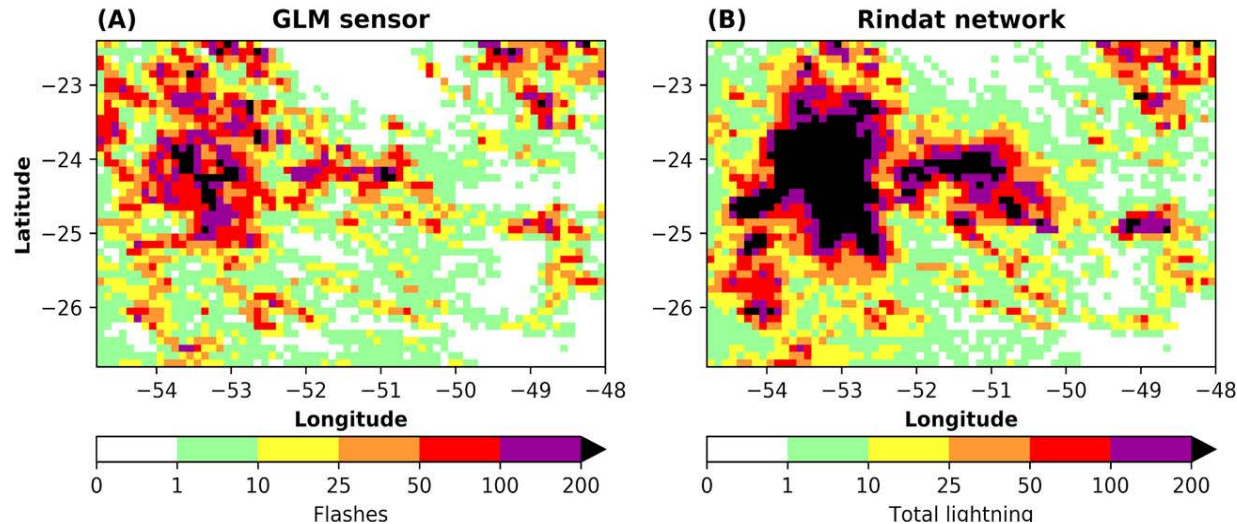 (A) GLM sensor
(B) Rindat network
Latitude
−23
−24
−25
−26
−23
−24
−25
−26
−54 −53 −52 −51 −50 −49 −48
−54 −53 −52 −51 −50 −49 −48
Longitude
Longitude
0 1 10 25 50 100 200
0 1 10 25 50 100 200
Flashes
Total lightning